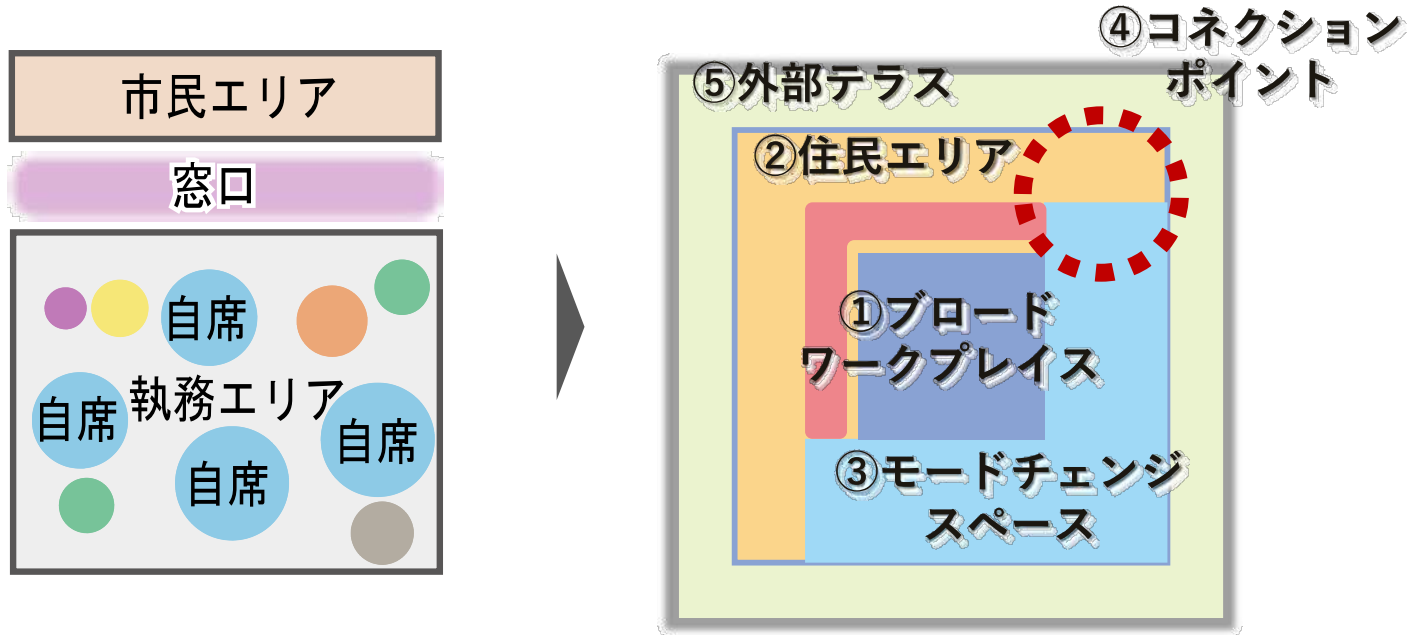 市民エリア
窓口
自席
執務エリア
自席
自席
自席
④コネクション
ポイント
⑤外部テラス
②住民エリア
①ブロード
ワークプレイス
③モードチェンジ
スペース